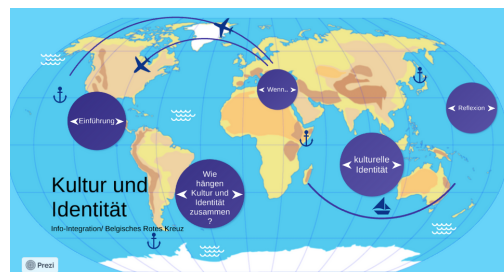 Einführung
Wenn..
Reflexion
kulturelle
Identität
Wie
hängen
Kultur und
Identität
zusammen
?
Kultur und
Identität
Info-Integration/ Belgisches Rotes Kreuz
Prezi